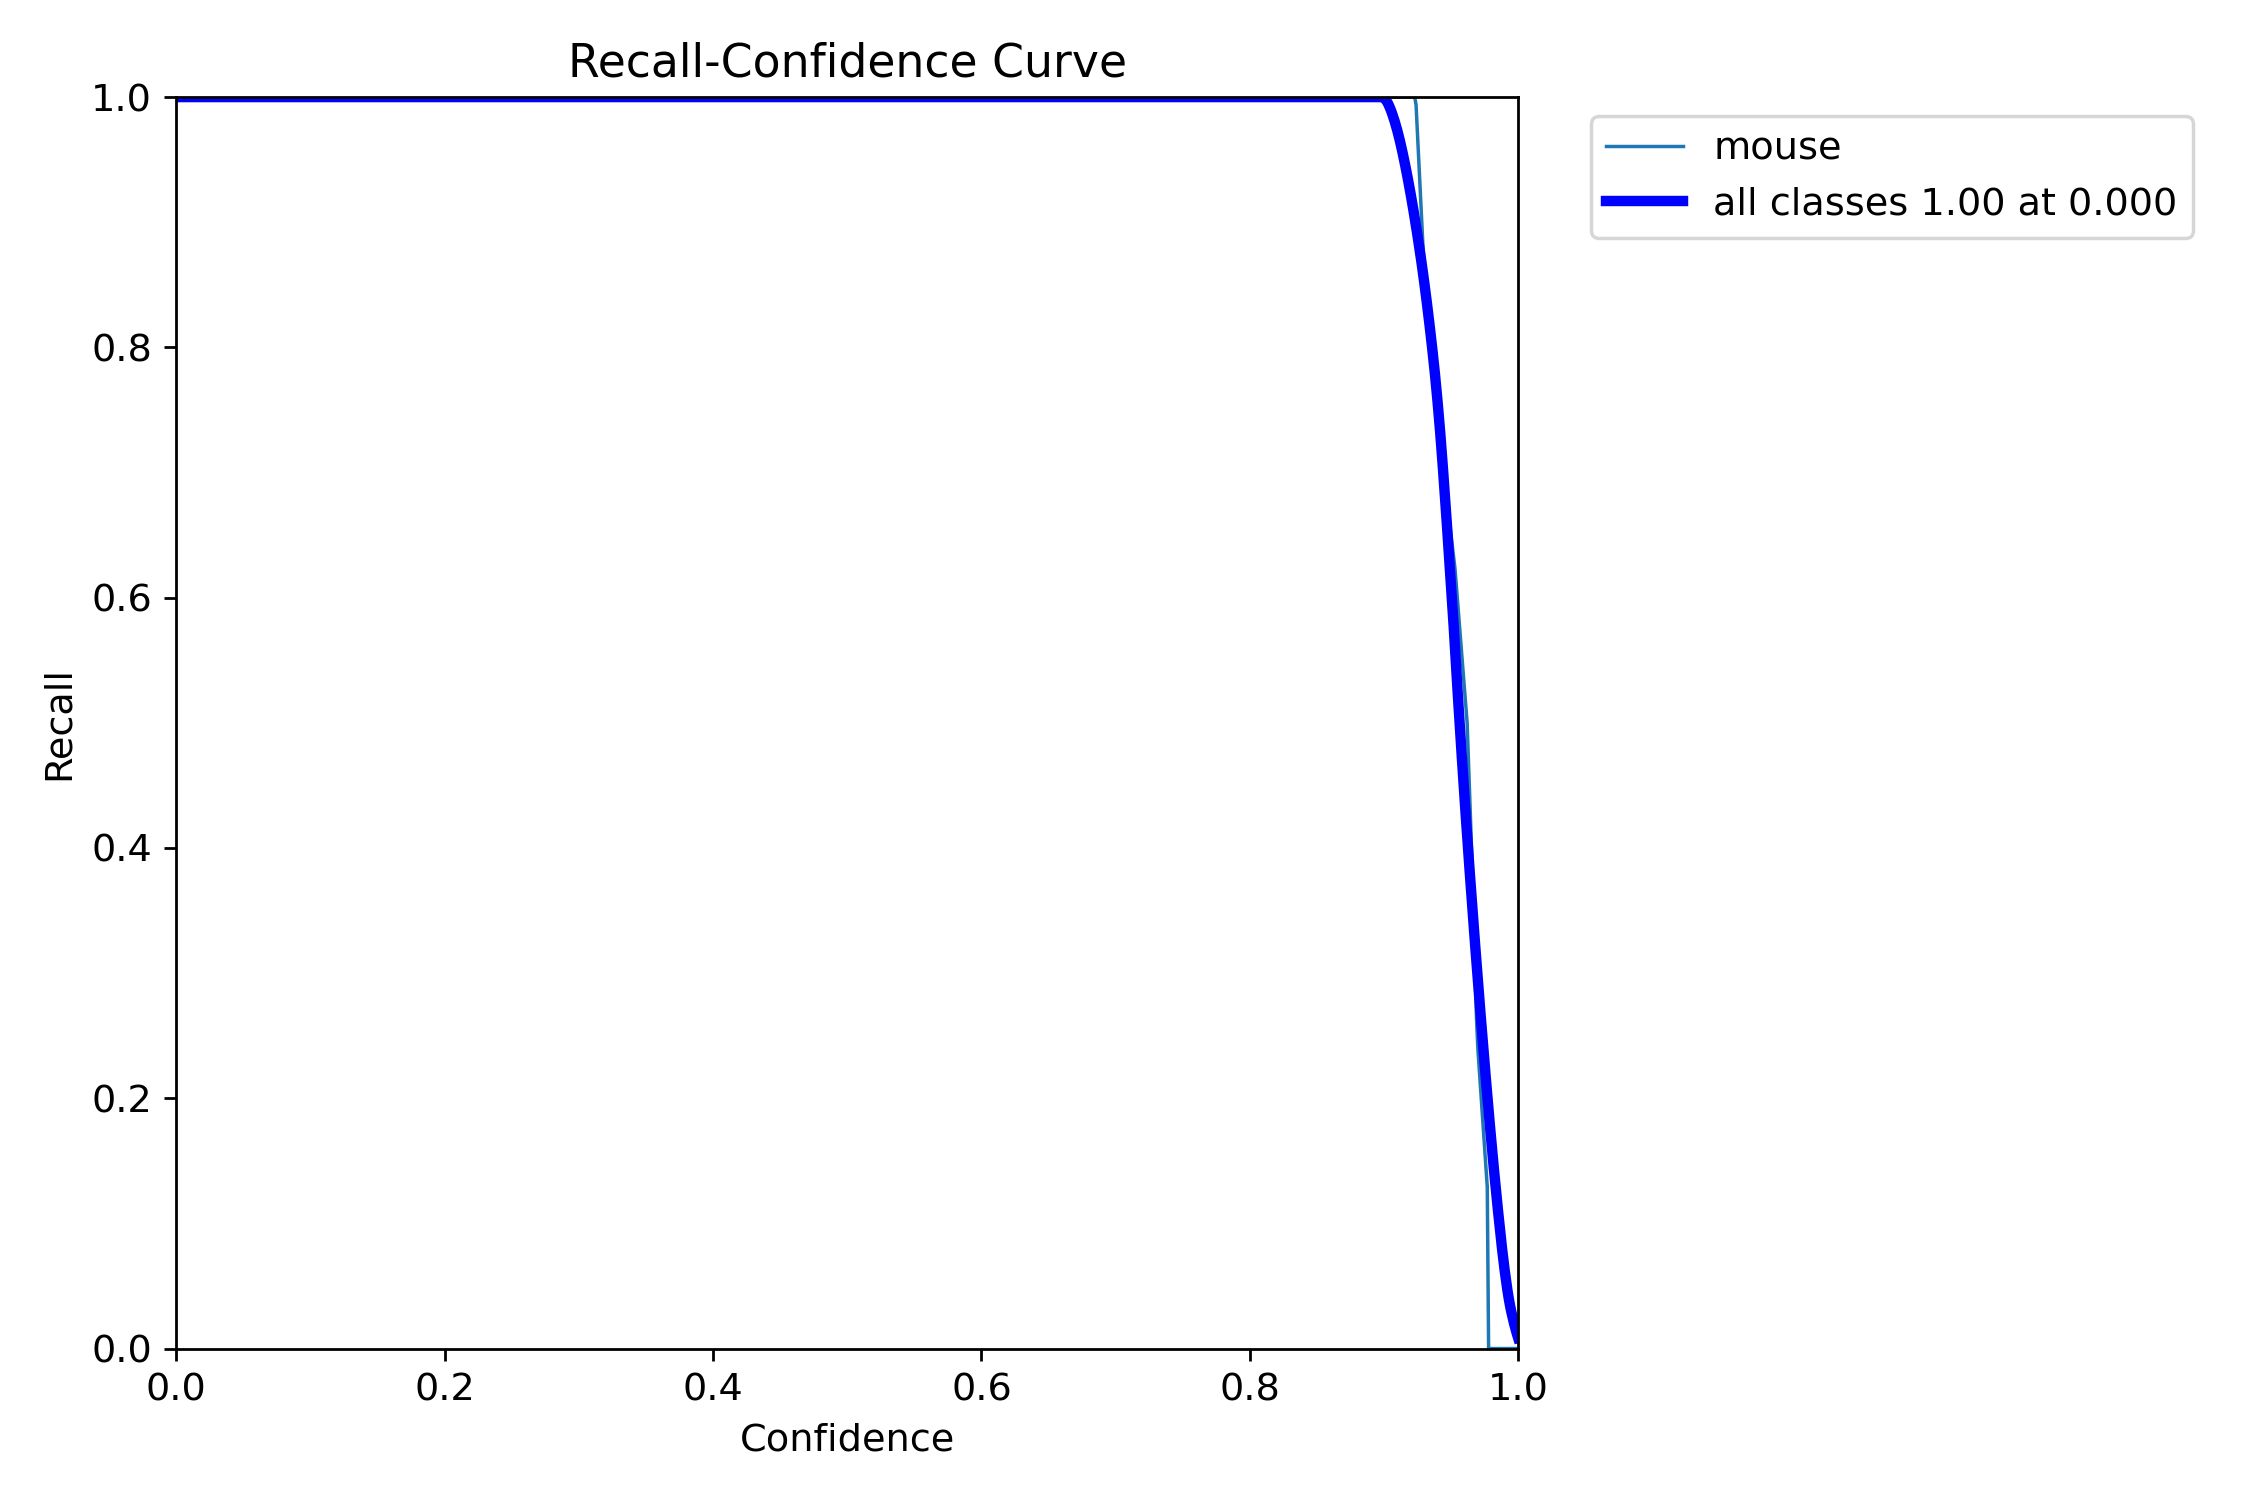 Recall-Confidence Curve
1.0
0.8
0.6
0.4
0.2
0.0
Recall
0.0 0.2 0.4 0.6 0.8 1.0
Confidence
mouse
all classes 1.00 at 0.000